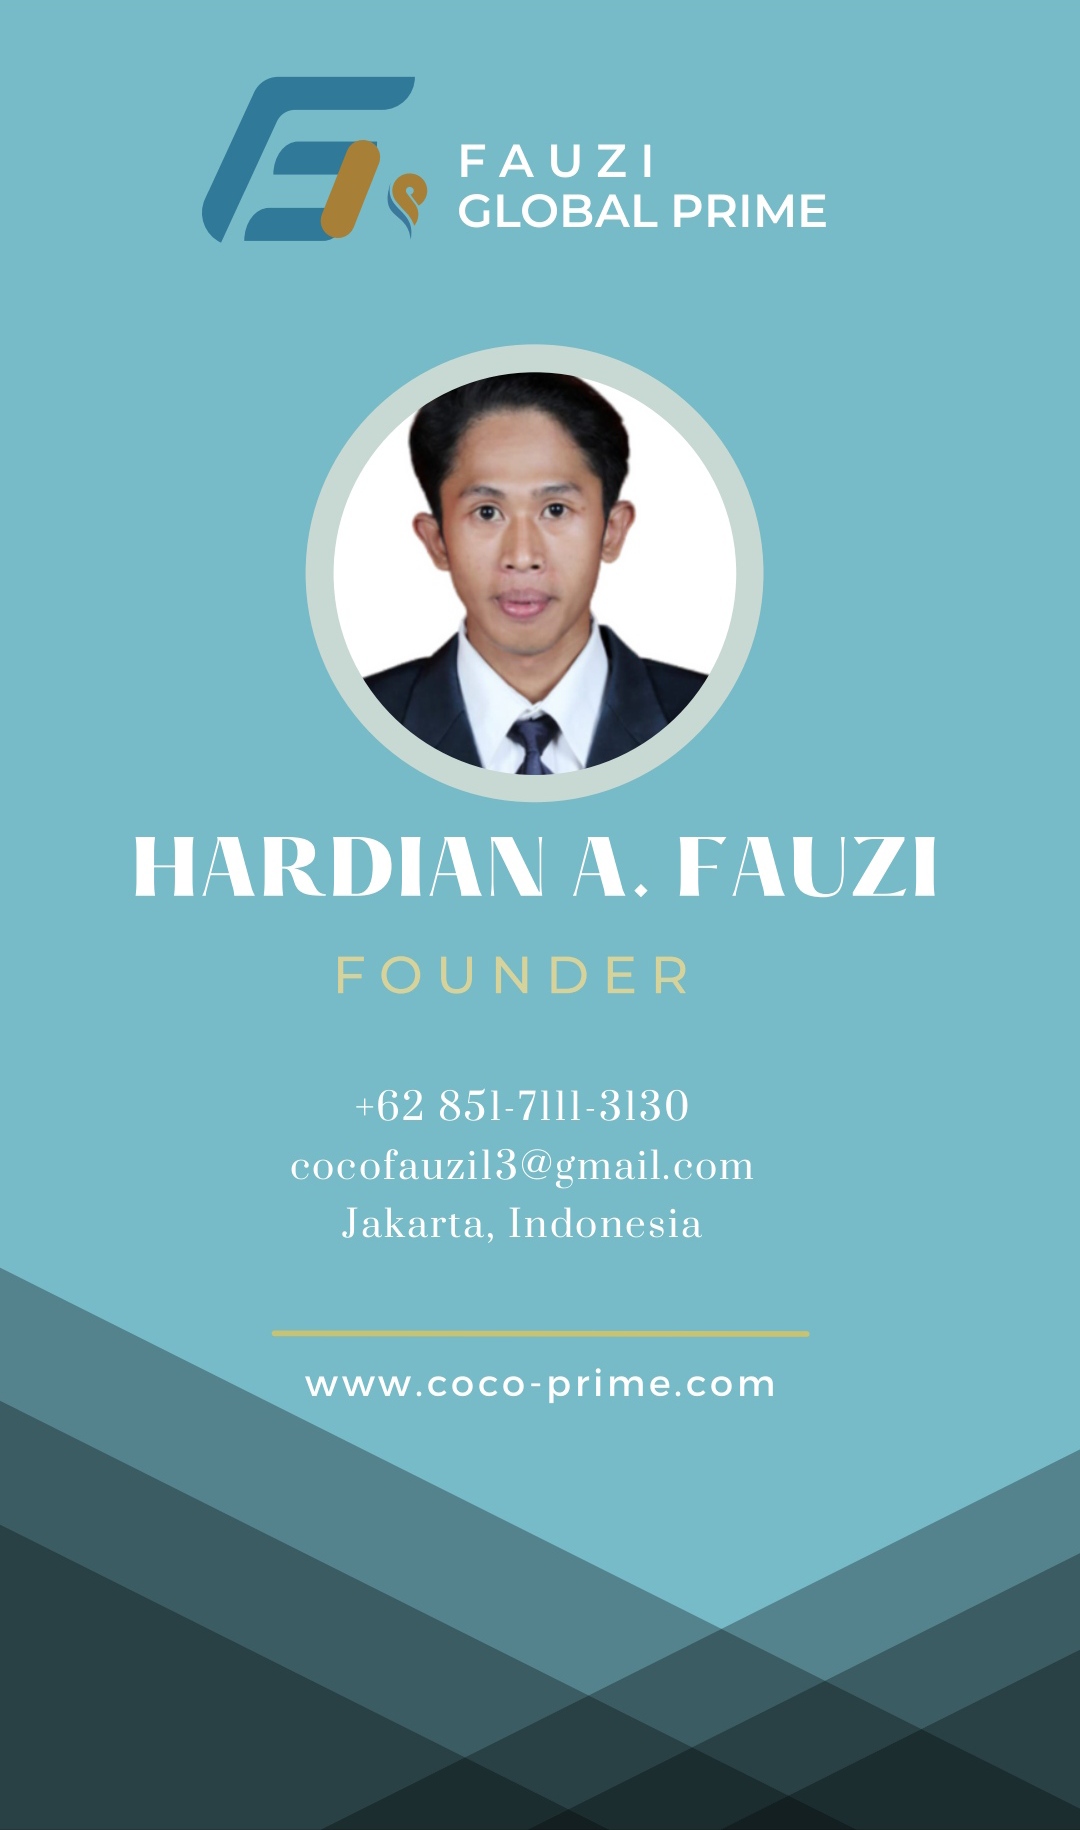 FAUZI
GLOBAL PRIME
HARDIAN A. FAUZI
FOUNDER
+62 851-7111-3130
cocofauzi13@gmail.com
Jakarta, Indonesia
www.coco-prime.com